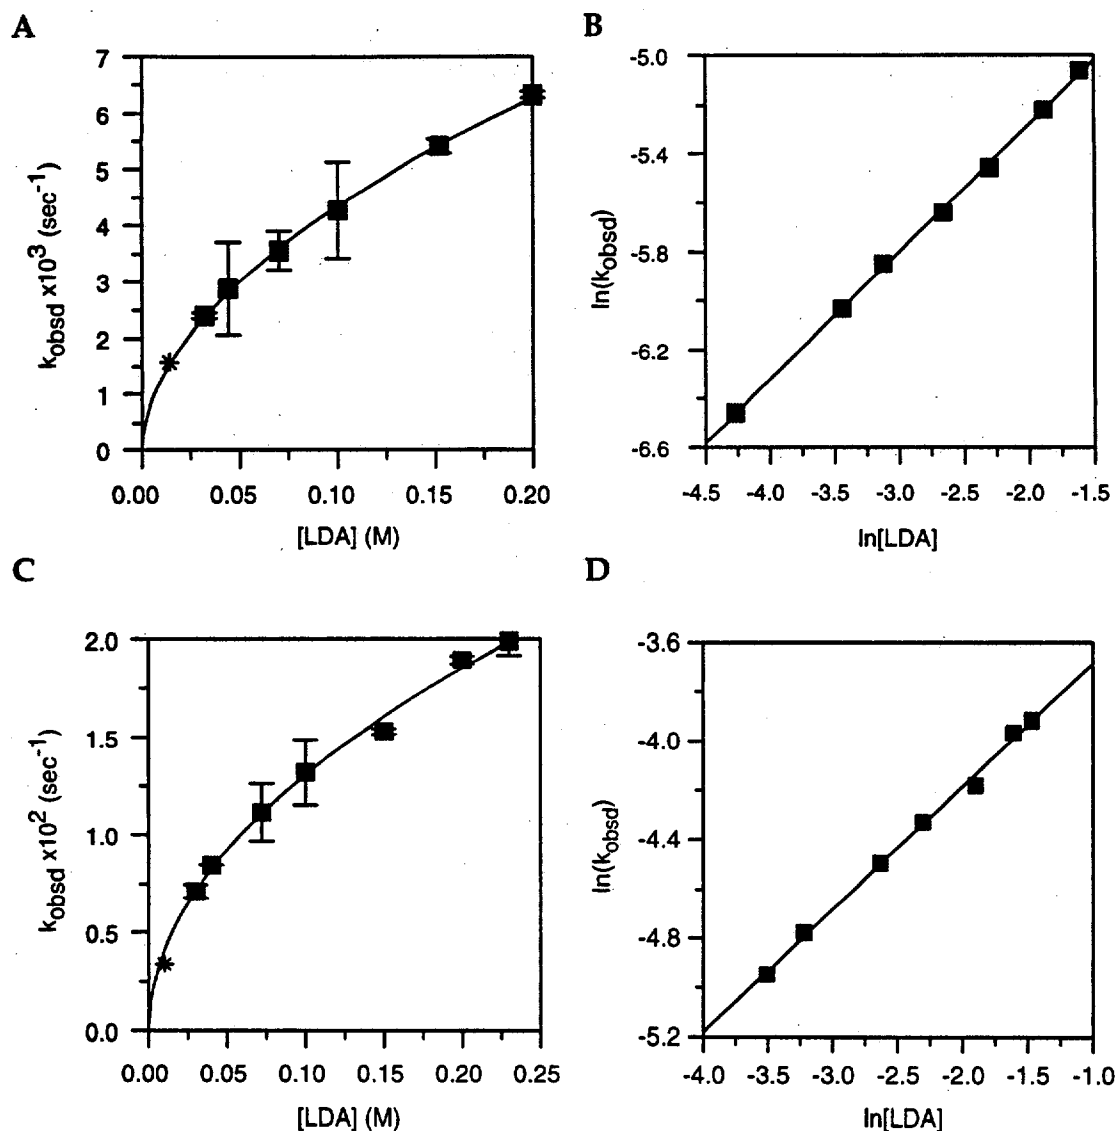 A
7
6
5
4
3
2
1
0
k_obsd x10^3 (sec^-1)
0.00 0.05 0.10 0.15 0.20
[LDA] (M)
B
-5.0
-5.4
-5.8
-6.2
-6.6
ln(k_obsd)
-4.5 -4.0 -3.5 -3.0 -2.5 -2.0 -1.5
ln[LDA]
C
2.0
1.5
1.0
0.5
0.0
k_obsd x10^2 (sec^-1)
0.00 0.05 0.10 0.15 0.20 0.25
[LDA] (M)
D
-3.6
-4.0
-4.4
-4.8
-5.2
ln(k_obsd)
-4.0 -3.5 -3.0 -2.5 -2.0 -1.5 -1.0
ln[LDA]